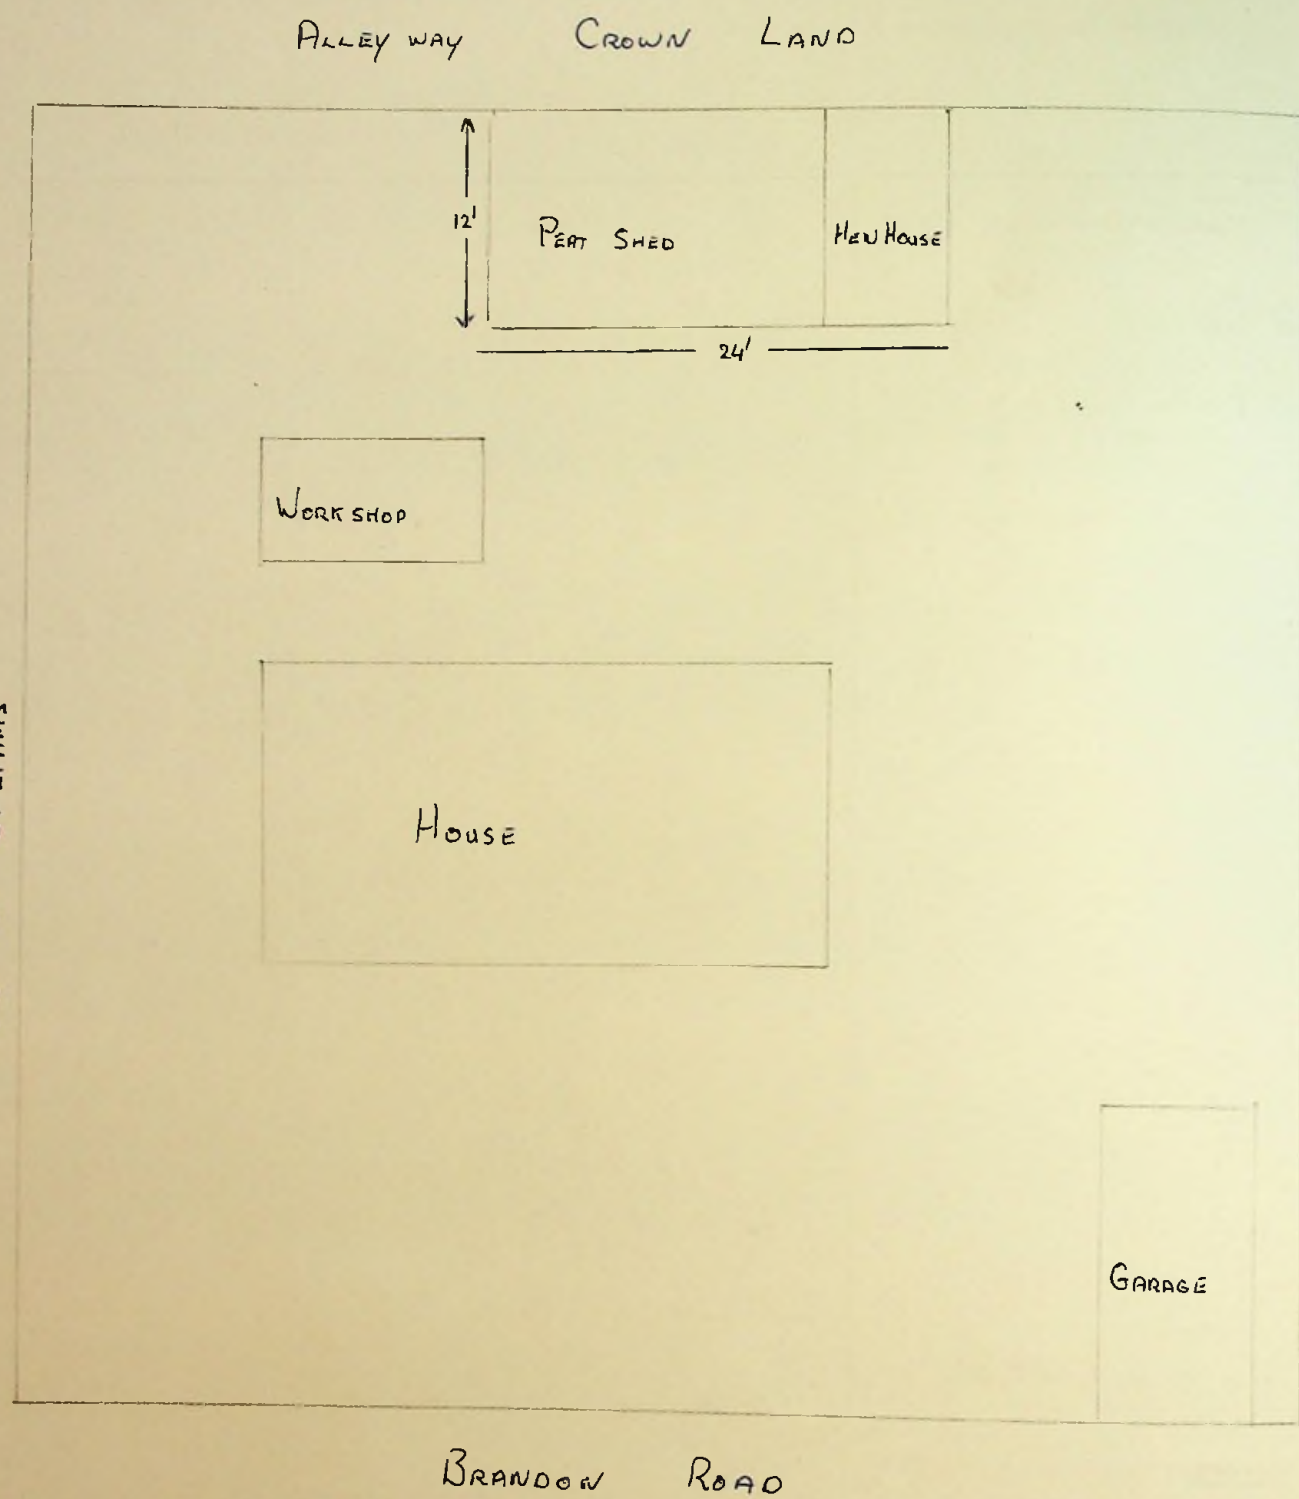 ALLEY WAY CROWN LAND
12'
PEAT SHED
HEN HOUSE
24'
WORKSHOP
HOUSE
GARAGE
BRANDON ROAD